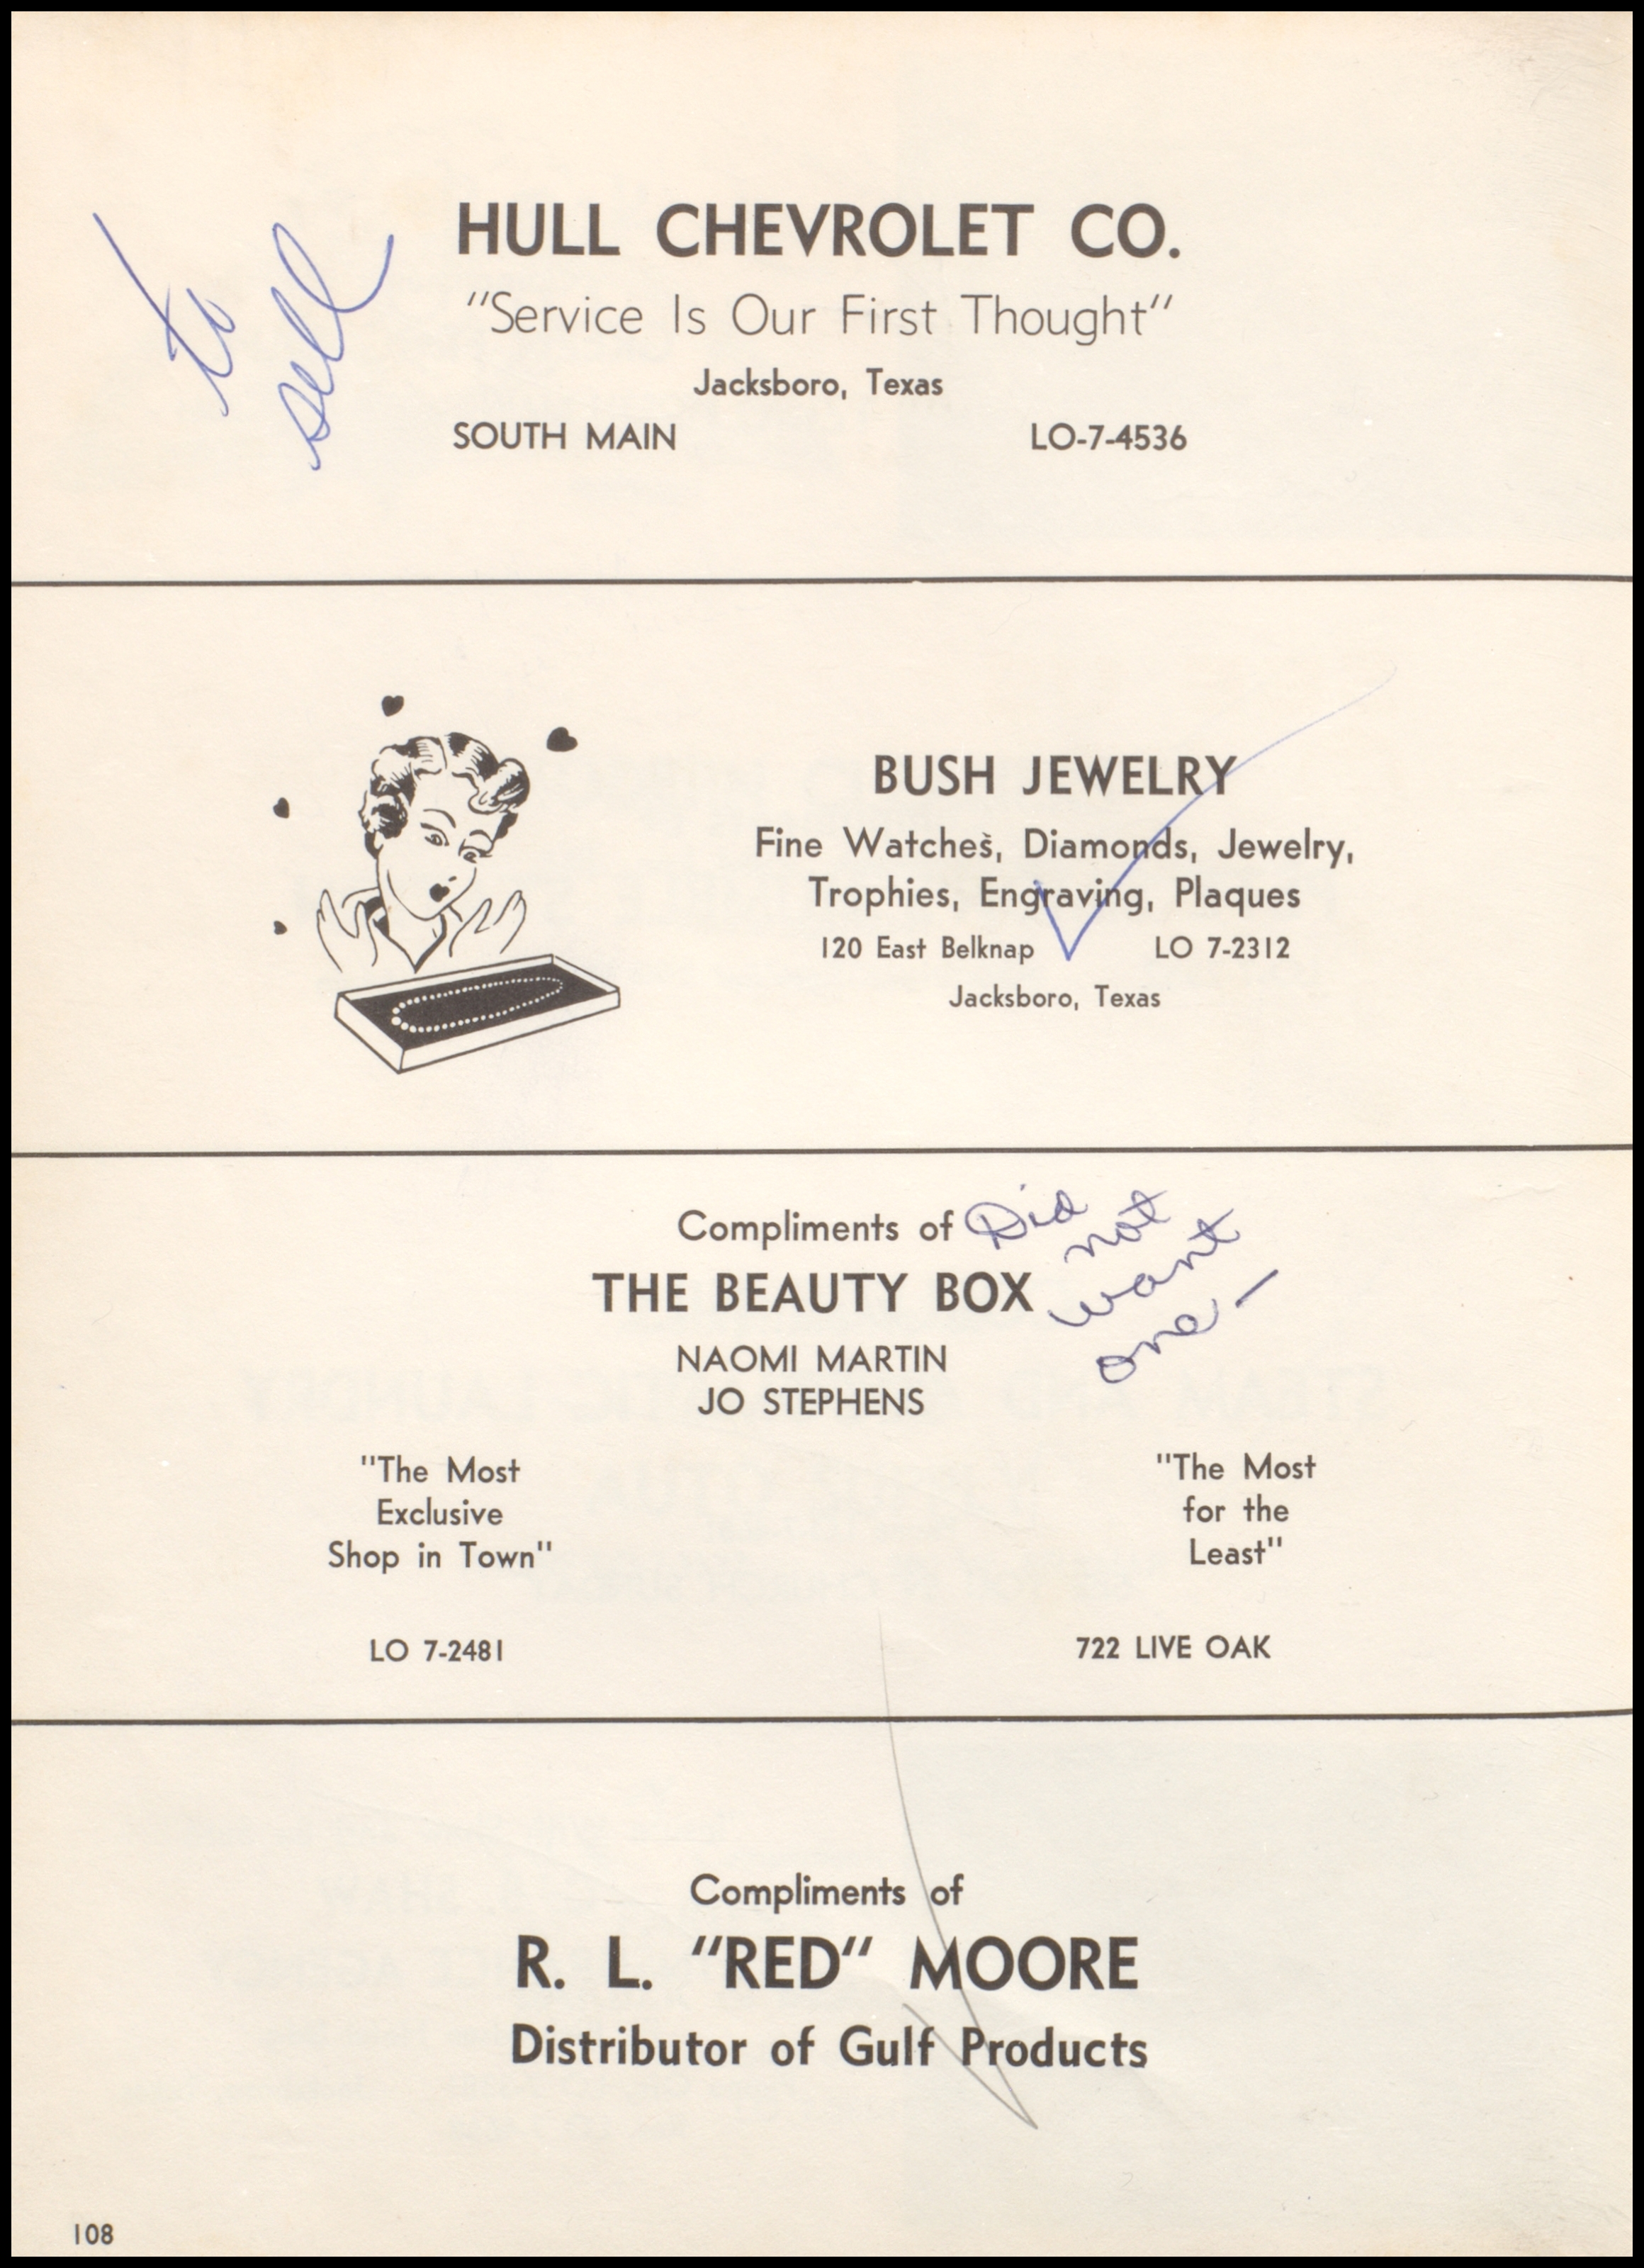 to
sell
HULL CHEVROLET CO.
"Service Is Our First Thought"
Jacksboro, Texas
SOUTH MAIN LO-7-4536
BUSH JEWELRY
Fine Watches, Diamonds, Jewelry,
Trophies, Engraving, Plaques
120 East Belknap LO 7-2312
Jacksboro, Texas
Compliments of
Did
not
want
one!
THE BEAUTY BOX
NAOMI MARTIN
JO STEPHENS
"The Most
Exclusive
Shop in Town"
"The Most
for the
Least"
LO 7-2481
722 LIVE OAK
Compliments of
R. L. "RED" MOORE
Distributor of Gulf Products
108